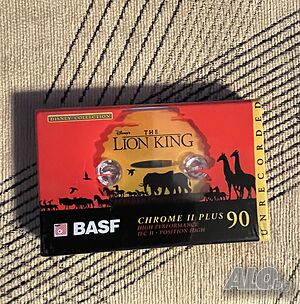 DISNEY COLLECTION
Disney's
THE
LION KING
UNRECORDED
BASF
CHROME II PLUS 90
HIGH PERFORMANCE
IEC II · POSITION HIGH
ALO.bg